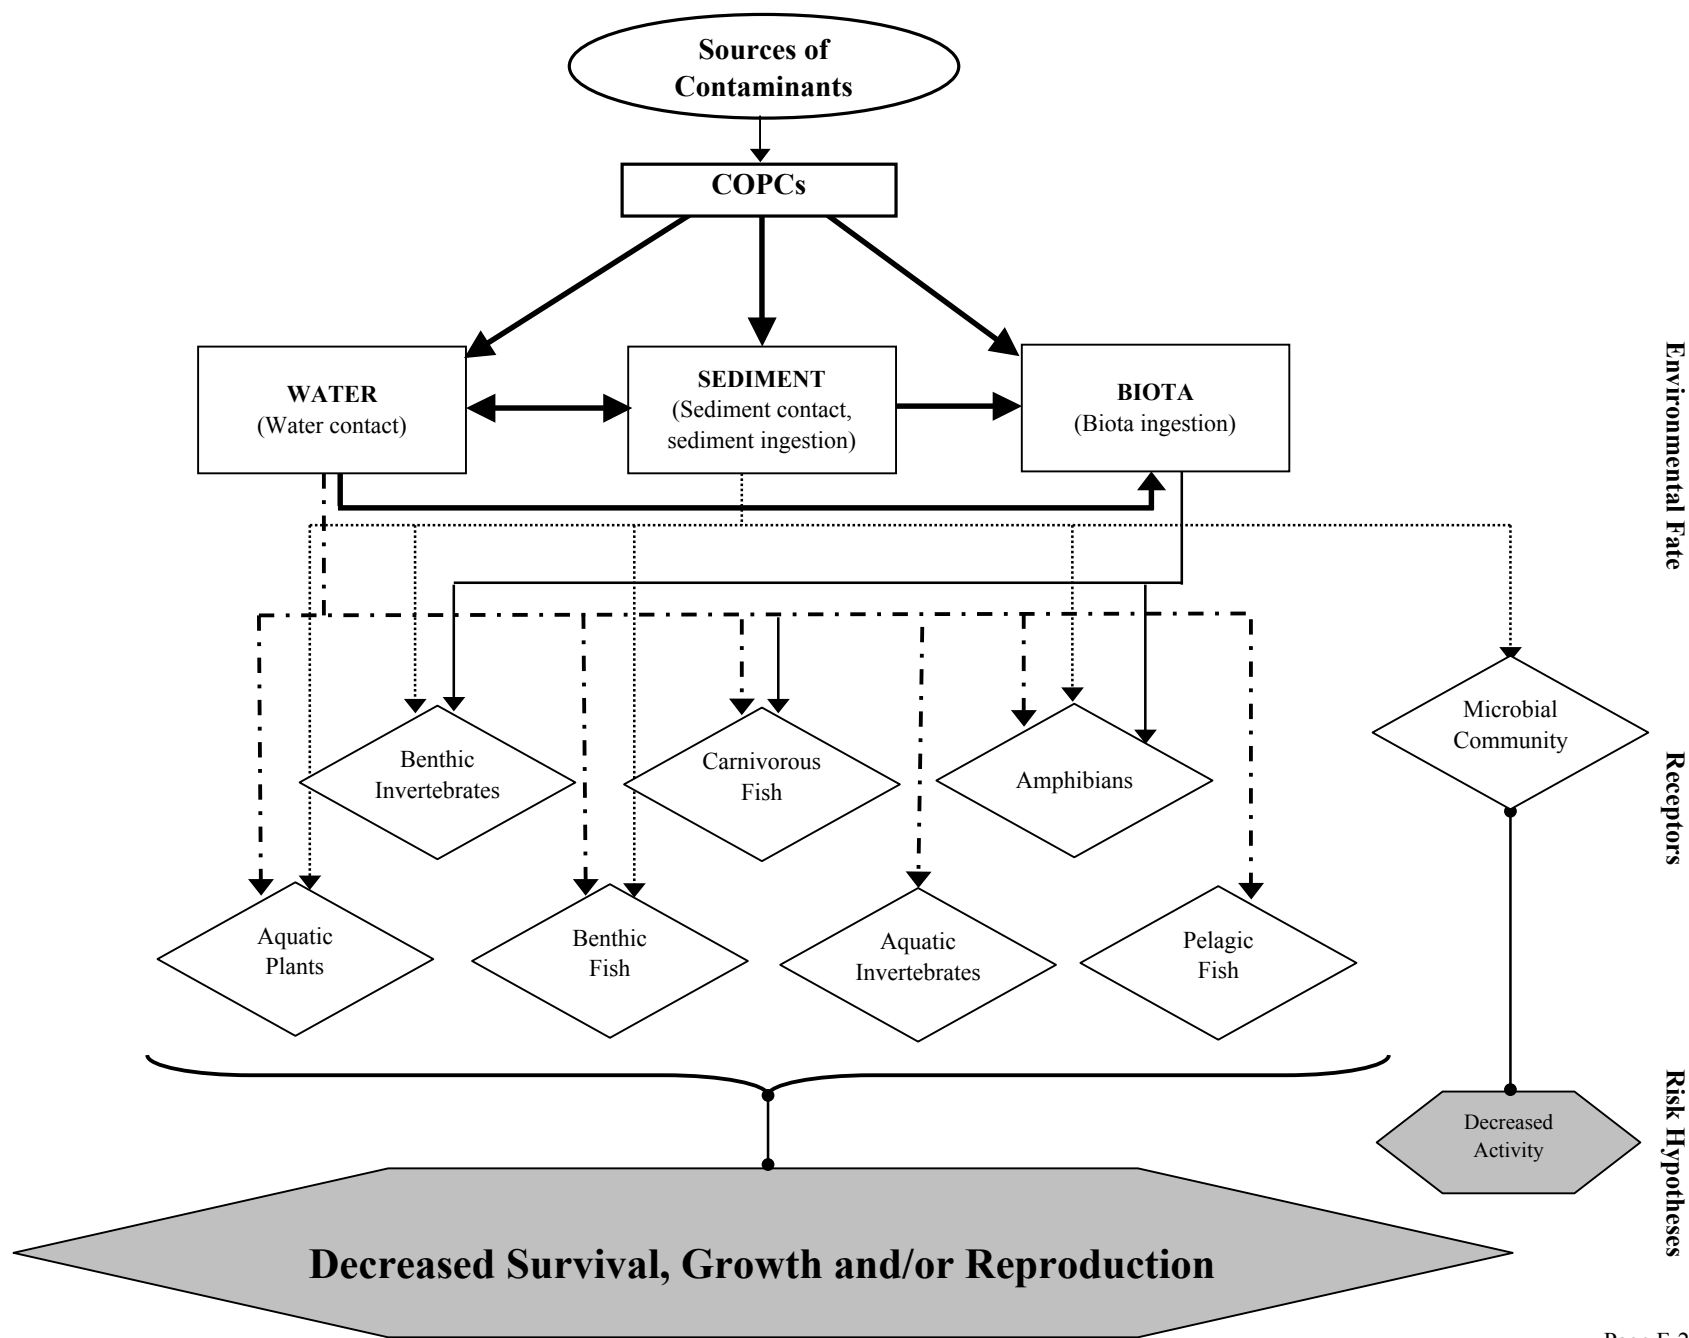 Sources of
Contaminants
COPCs
WATER
(Water contact)
SEDIMENT
(Sediment contact,
sediment ingestion)
BIOTA
(Biota ingestion)
Environmental Fate
Benthic
Invertebrates
Carnivorous
Fish
Amphibians
Microbial
Community
Receptors
Aquatic
Plants
Benthic
Fish
Aquatic
Invertebrates
Pelagic
Fish
Decreased
Activity
Risk Hypotheses
Decreased Survival, Growth and/or Reproduction